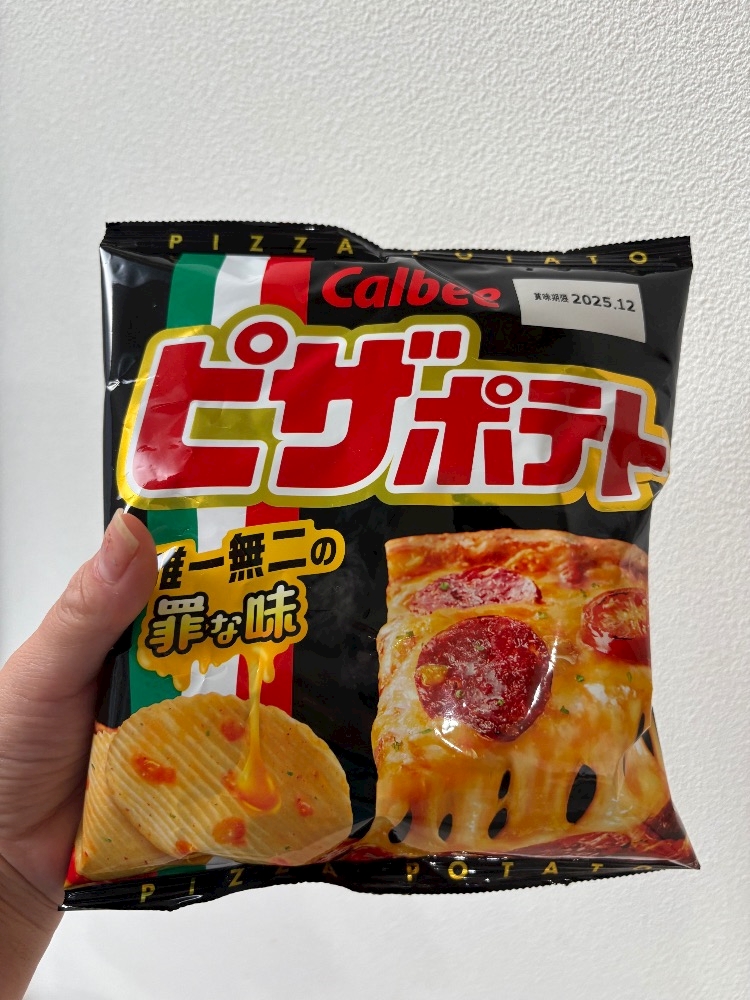 PIZZA POTATO
Calbee
賞味期限 2025.12
ピザポテト
唯一無二の
罪な味
PIZZA POTATO